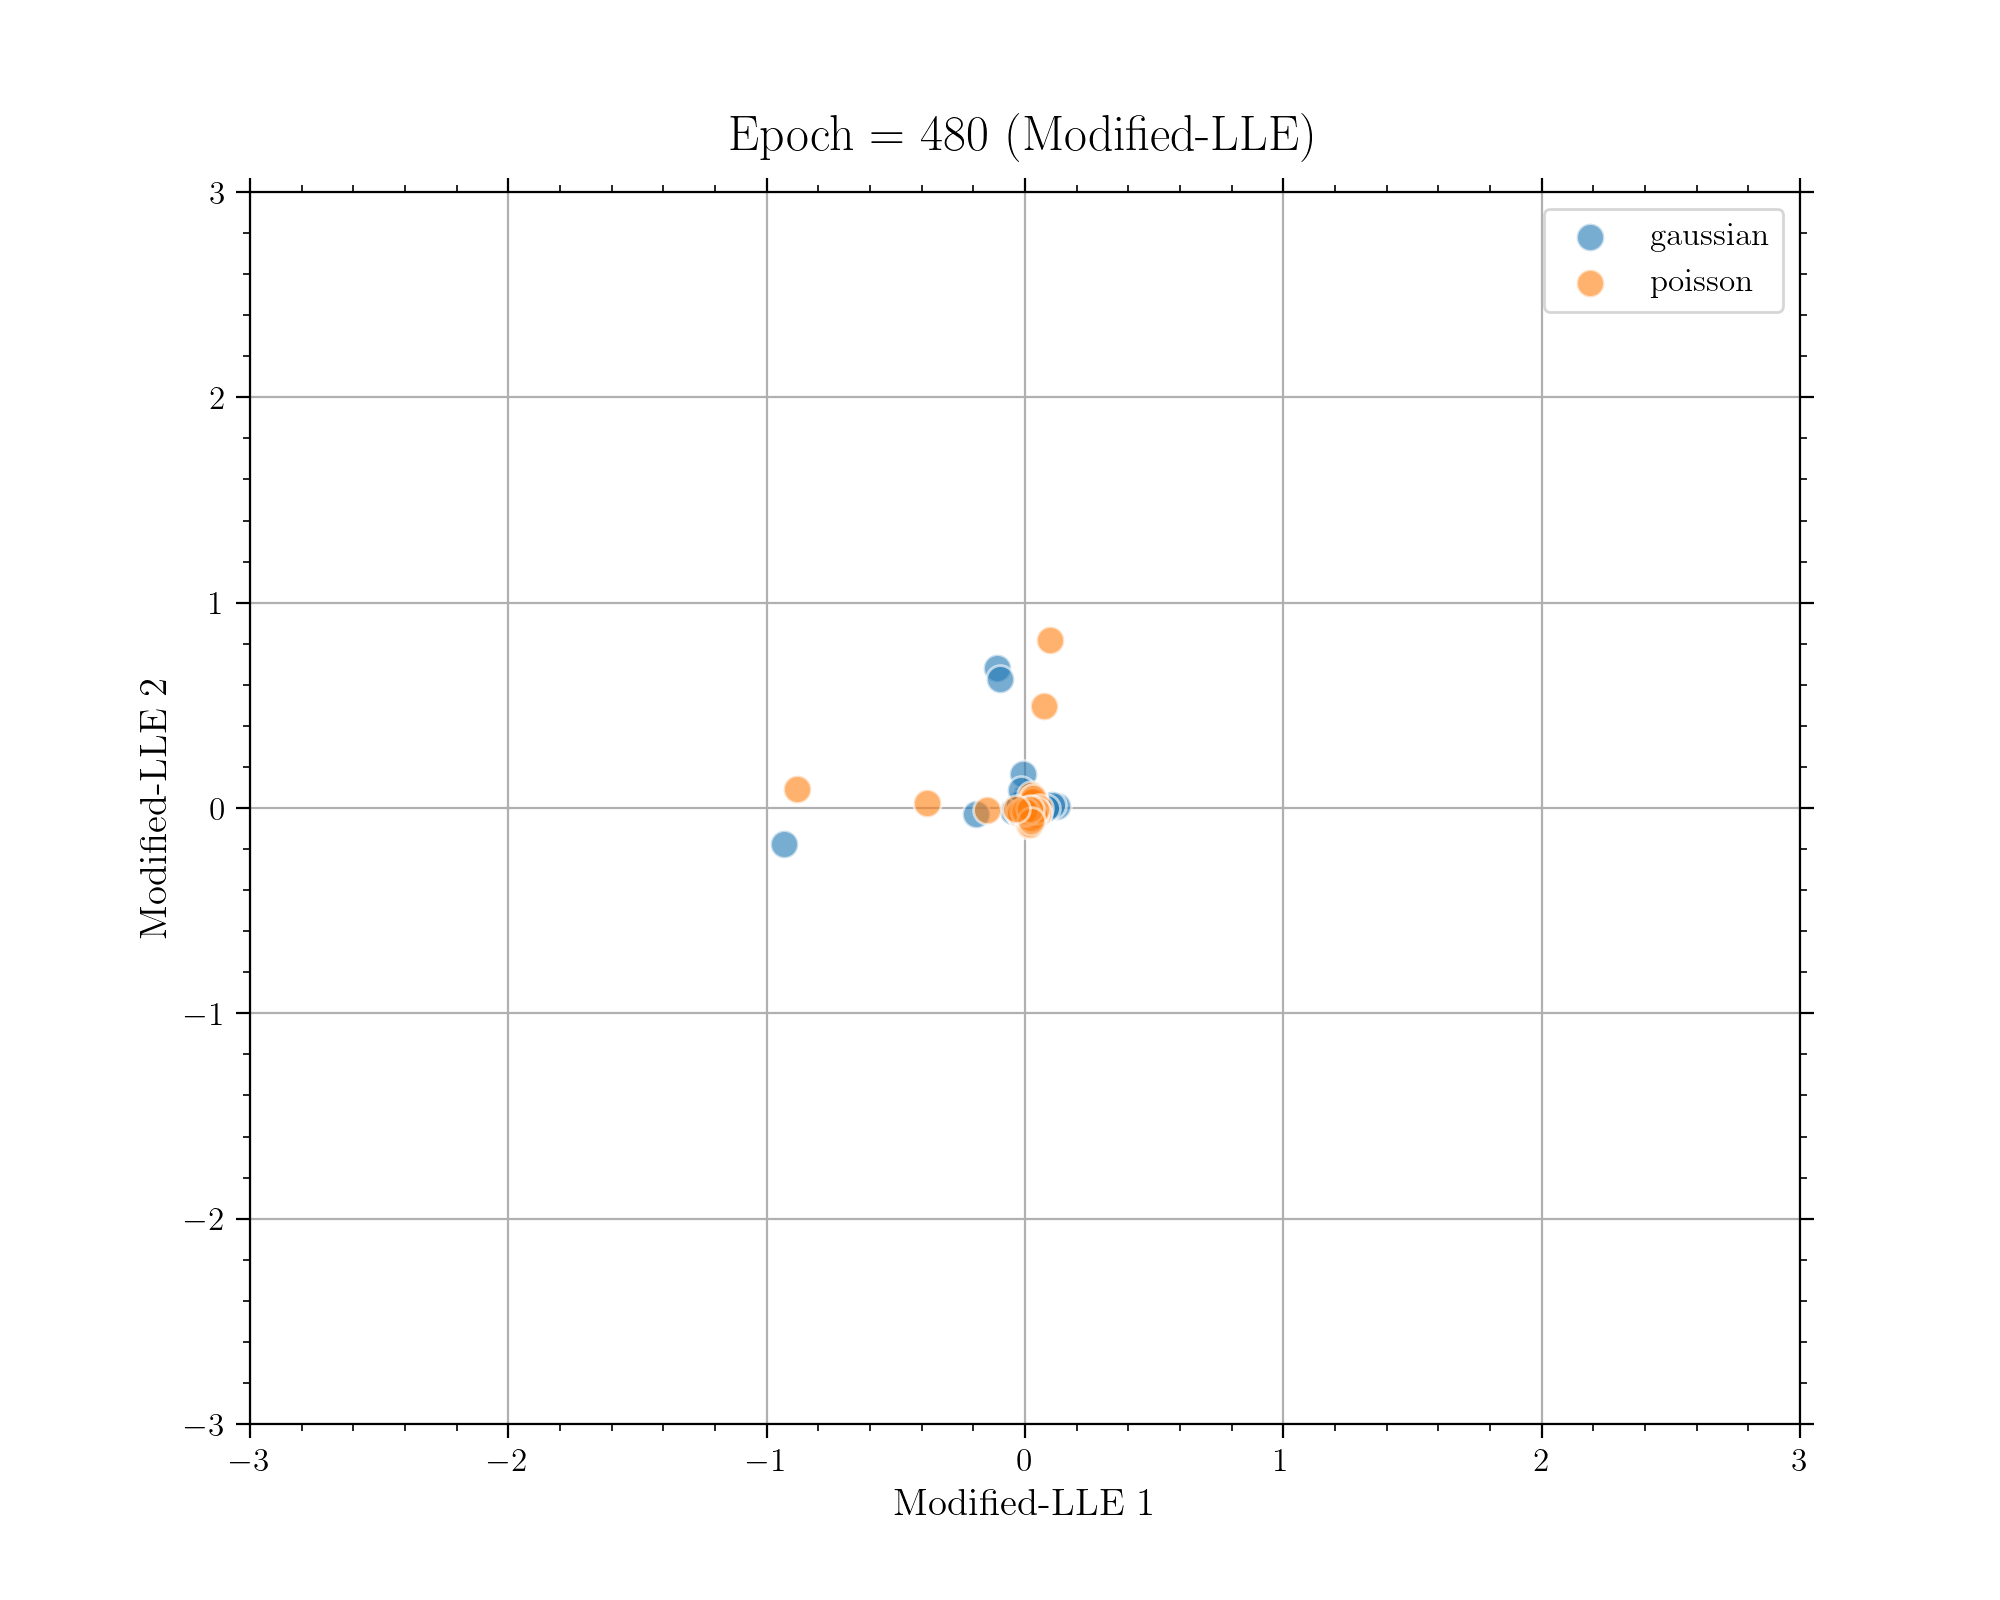 Epoch = 480 (Modified-LLE)
gaussian
poisson
3
2
1
0
−1
−2
−3
Modified-LLE 2
−3
−2
−1
0
1
2
3
Modified-LLE 1